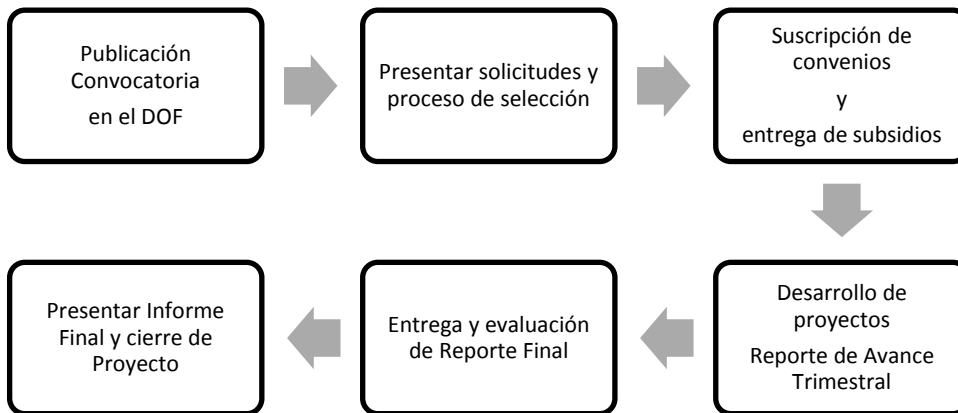 Publicación
Convocatoria
en el DOF
Presentar solicitudes y
proceso de selección
Suscripción de
convenios
y
entrega de subsidios
Desarrollo de
proyectos
Reporte de Avance
Trimestral
Entrega y evaluación
de Reporte Final
Presentar Informe
Final y cierre de
Proyecto